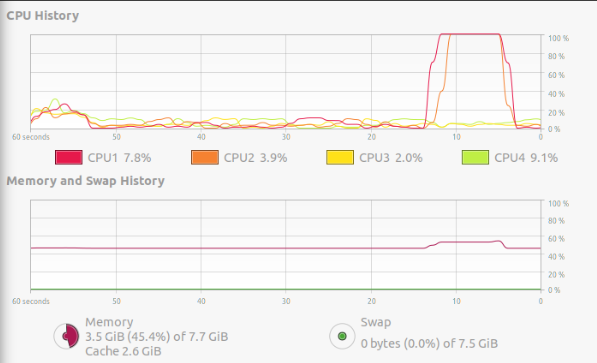 CPU History
100 %
80 %
60 %
40 %
20 %
0 %
60 seconds 50 40 30 20 10 0
CPU1 7.8% CPU2 3.9% CPU3 2.0% CPU4 9.1%
Memory and Swap History
100 %
80 %
60 %
40 %
20 %
0 %
60 seconds 50 40 30 20 10 0
Memory
3.5 GiB (45.4%) of 7.7 GiB
Cache 2.6 GiB
Swap
0 bytes (0.0%) of 7.5 GiB